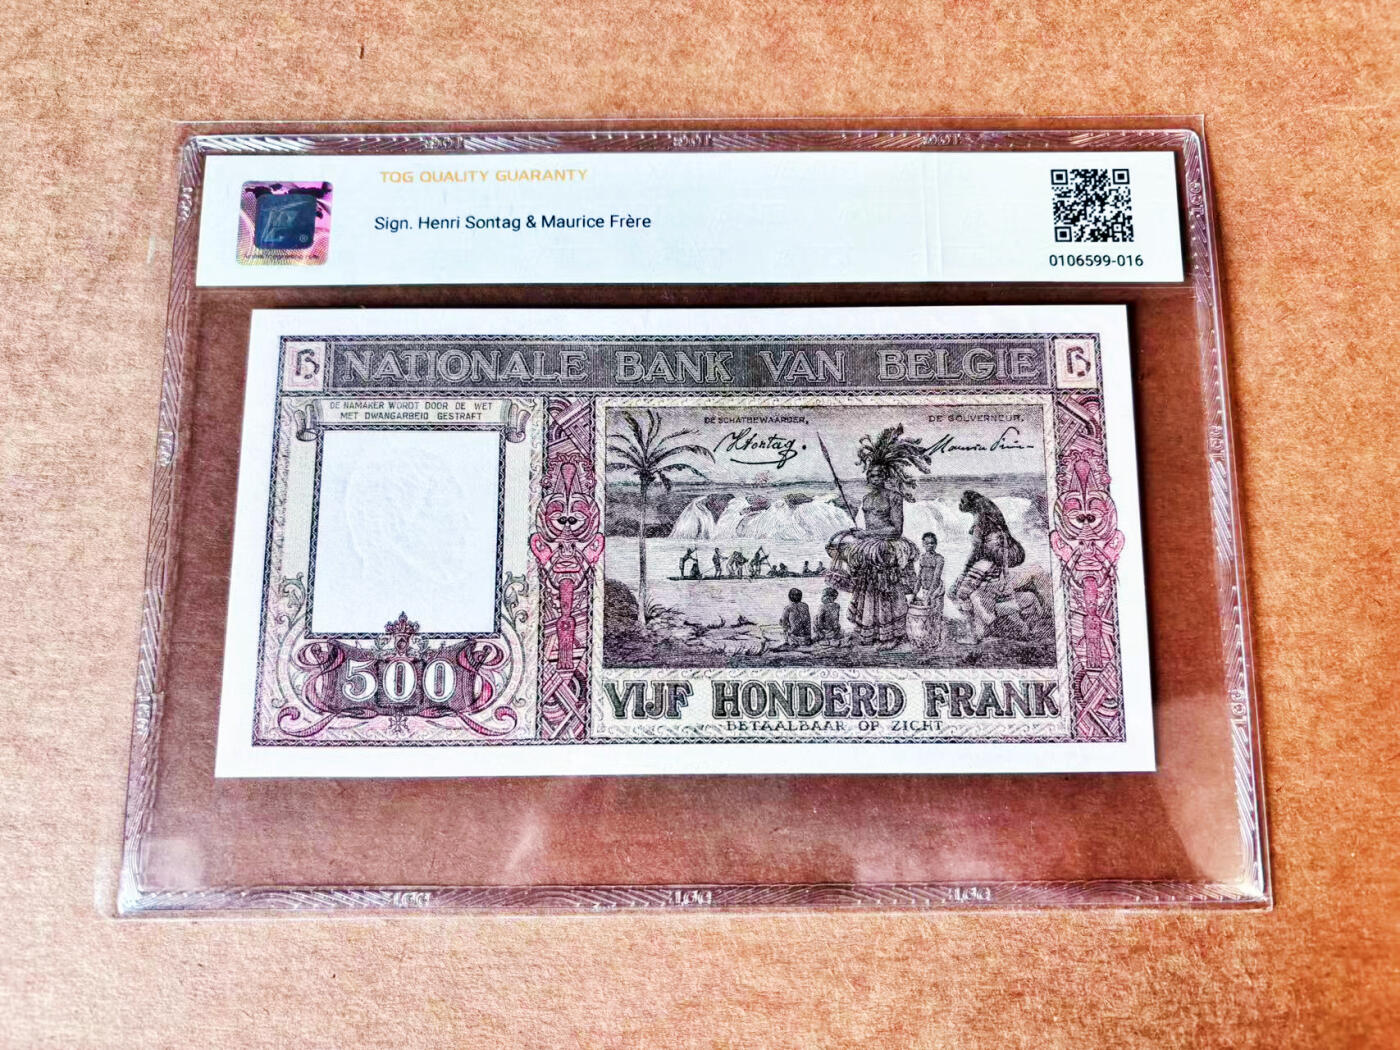 TQG QUALITY GUARANTY
Sign. Henri Sontag & Maurice Frère
0106599-016
B NATIONALE BANK VAN BELGIE B
DE NAMAKER WORDT DOOR DE WET
MET DWANGARBEID GESTRAFT
DE SCHATBEWAARDER,
DE GOUVERNEUR,
HSontag.
500
VIJF HONDERD FRANK
BETAALBAAR OP ZICHT